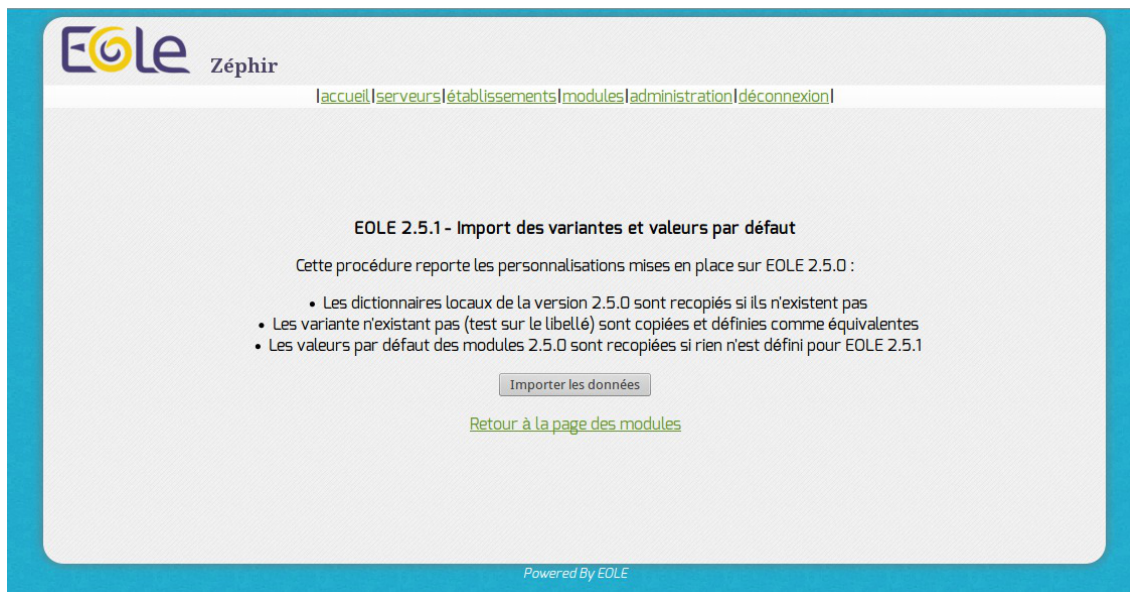 EOLE Zéphir
|accueil|serveurs|établissements|modules|administration|déconnexion|
EOLE 2.5.1 - Import des variantes et valeurs par défaut
Cette procédure reporte les personnalisations mises en place sur EOLE 2.5.0 :
• Les dictionnaires locaux de la version 2.5.0 sont recopiés si ils n'existent pas
• Les variante n'existant pas (test sur le libellé) sont copiées et définies comme équivalentes
• Les valeurs par défaut des modules 2.5.0 sont recopiées si rien n'est défini pour EOLE 2.5.1
Importer les données
Retour à la page des modules
Powered By EOLE